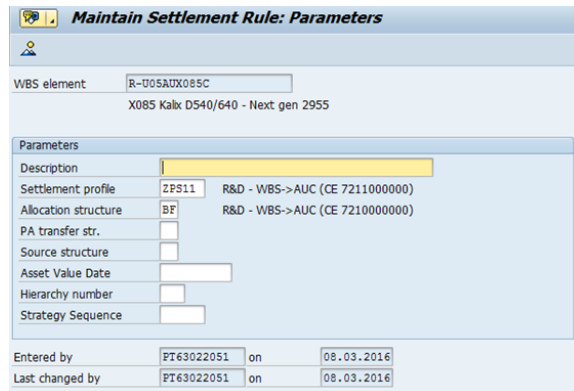 Maintain Settlement Rule: Parameters
WBS element R-U05AUX085C
X085 Kalix D540/640 - Next gen 2955
Parameters
Description
Settlement profile ZPS11 R&D - WBS->AUC (CE 7211000000)
Allocation structure BF R&D - WBS->AUC (CE 7210000000)
PA transfer str.
Source structure
Asset Value Date
Hierarchy number
Strategy Sequence
Entered by PT63022051 on 08.03.2016
Last changed by PT63022051 on 08.03.2016